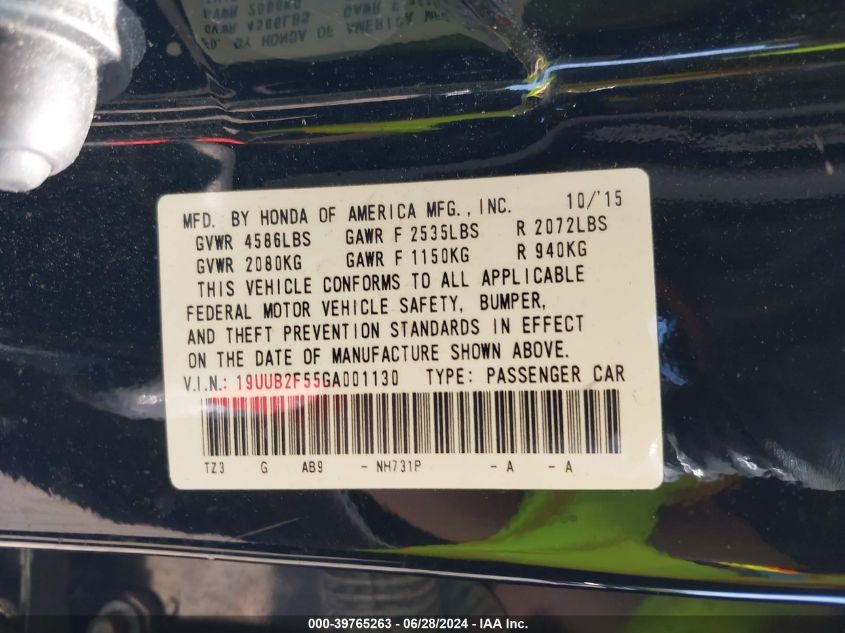 MFD. BY HONDA OF AMERICA MFG., INC. 10/'15
GVWR 4586LBS GAWR F 2535LBS R 2072LBS
GVWR 2080KG GAWR F 1150KG R 940KG
THIS VEHICLE CONFORMS TO ALL APPLICABLE
FEDERAL MOTOR VEHICLE SAFETY, BUMPER,
AND THEFT PREVENTION STANDARDS IN EFFECT
ON THE DATE OF MANUFACTURE SHOWN ABOVE.
V.I.N.: 19UUB2F55GA001130 TYPE: PASSENGER CAR
TZ3 G AB9 - NH731P - A - A
000-39765263 / 06/28/2024 / IAA Inc.